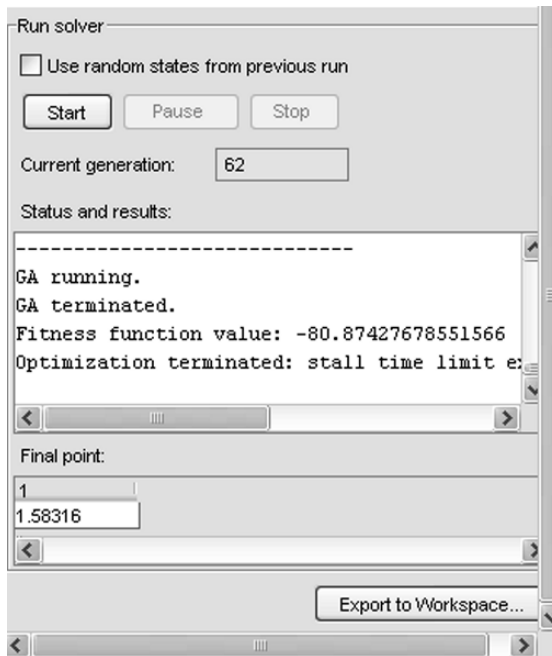 Run solver
Use random states from previous run
Start Pause Stop
Current generation: 62
Status and results:
-----------------------------
GA running.
GA terminated.
Fitness function value: -80.87427678551566
Optimization terminated: stall time limit
Final point:
1
1.58316
Export to Workspace...